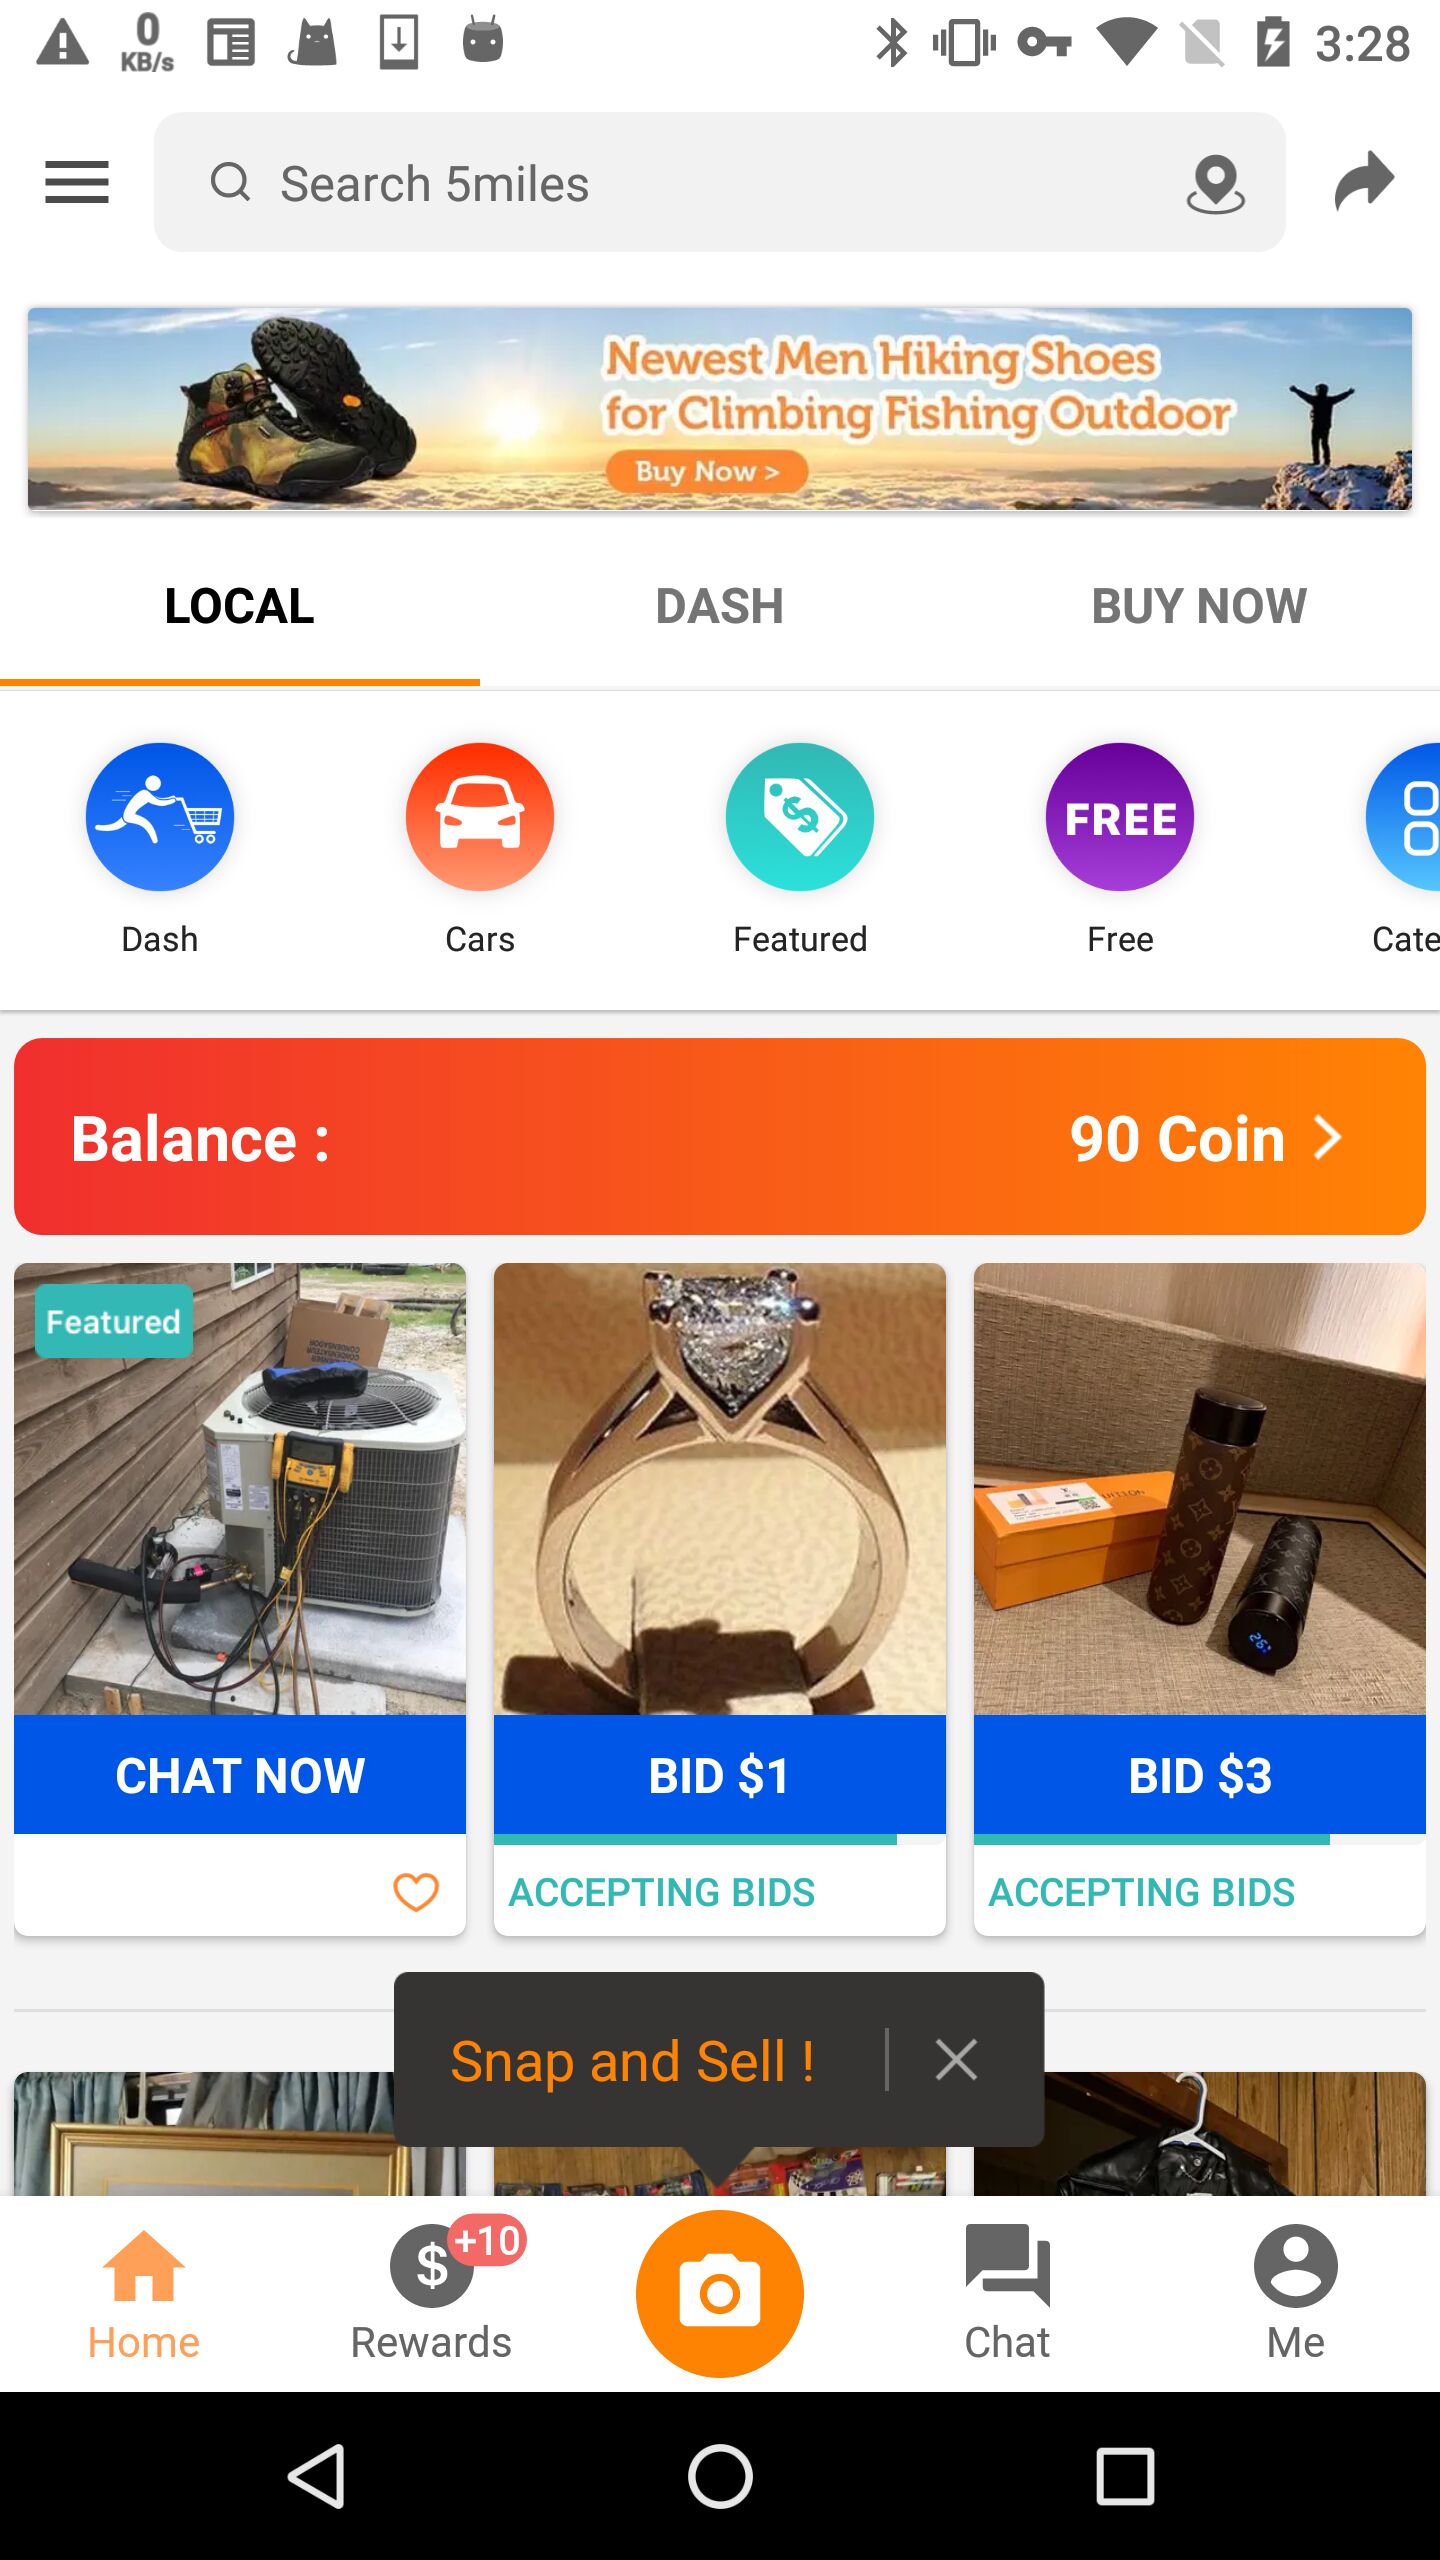 0
KB/s
3:28
Search 5miles
Newest Men Hiking Shoes
for Climbing Fishing Outdoor
Buy Now >
LOCAL
DASH
BUY NOW
FREE
Dash
Cars
Featured
Free
Cate
Balance :
90 Coin
Featured
CHAT NOW
BID $1
BID $3
ACCEPTING BIDS
ACCEPTING BIDS
Snap and Sell !
$
+10
Home
Rewards
Chat
Me